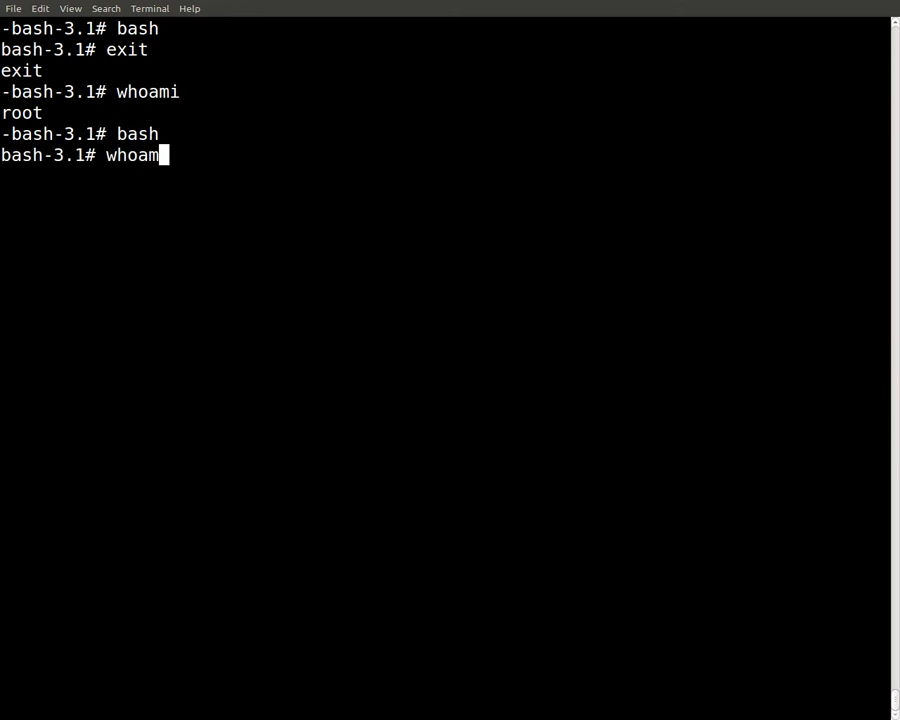 File Edit View Search Terminal Help
-bash-3.1# bash
bash-3.1# exit
exit
-bash-3.1# whoami
root
-bash-3.1# bash
bash-3.1# whoam